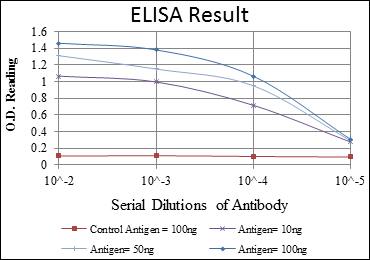 ELISA Result
O.D. Reading
1.6
1.4
1.2
1
0.8
0.6
0.4
0.2
0
10^-2 10^-3 10^-4 10^-5
Serial Dilutions of Antibody
Control Antigen = 100ng
Antigen= 10ng
Antigen= 50ng
Antigen= 100ng